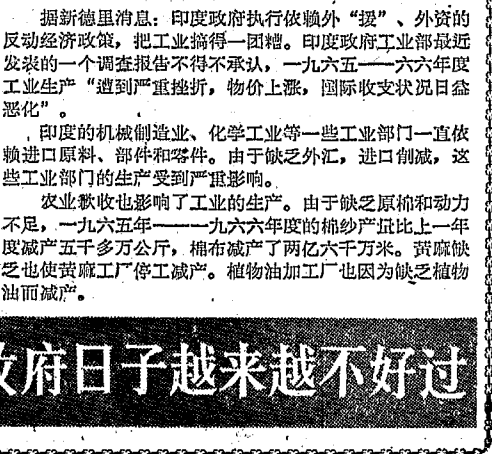 据新德里消息：印度政府执行依赖外“援”、外资的
反动经济政策，把工业搞得一团糟。印度政府工业部最近
发表的一个调查报告不得不承认，一九六五——六六年度
工业生产“遭到严重挫折，物价上涨，国际收支状况日益
恶化”。
印度的机械制造业、化学工业等一些工业部门一直依
赖进口原料、部件和零件。由于缺乏外汇，进口削减，这
些工业部门的生产受到严重影响。
农业歉收也影响了工业的生产。由于缺乏原棉和动力
不足，一九六五年——一九六六年度的棉纱产量比上一年
度减产五千多万公斤，棉布减产了两亿六千万米。黄麻缺
乏也使黄麻工厂停工减产。植物油加工厂也因为缺乏植物
油而减产。
政府日子越来越不好过